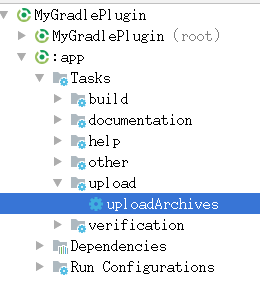 MyGradlePlugin
MyGradlePlugin (root)
:app
Tasks
build
documentation
help
other
upload
uploadArchives
verification
Dependencies
Run Configurations